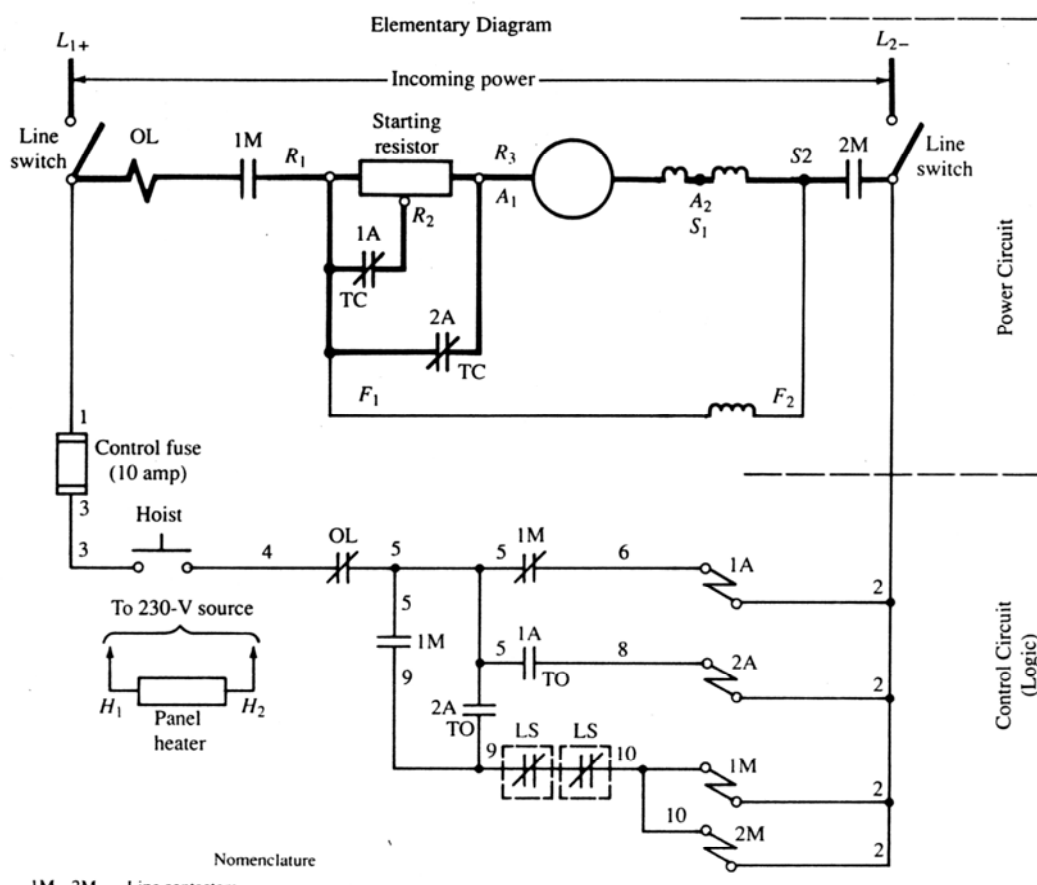 Elementary Diagram
L1+
L2-
Incoming power
Line switch
OL
1M
R1
Starting resistor
R2
R3
A1
A2
S1
S2
2M
Line switch
1A
TC
2A
TC
F1
F2
Power Circuit
1
Control fuse
(10 amp)
3
3
Hoist
4
OL
5
5
1M
6
1A
2
5
1M
9
To 230-V source
H1
Panel heater
H2
5
1A
TO
8
2A
2
2A
TO
9
LS
LS
10
1M
2
10
2M
2
Control Circuit
(Logic)
Nomenclature